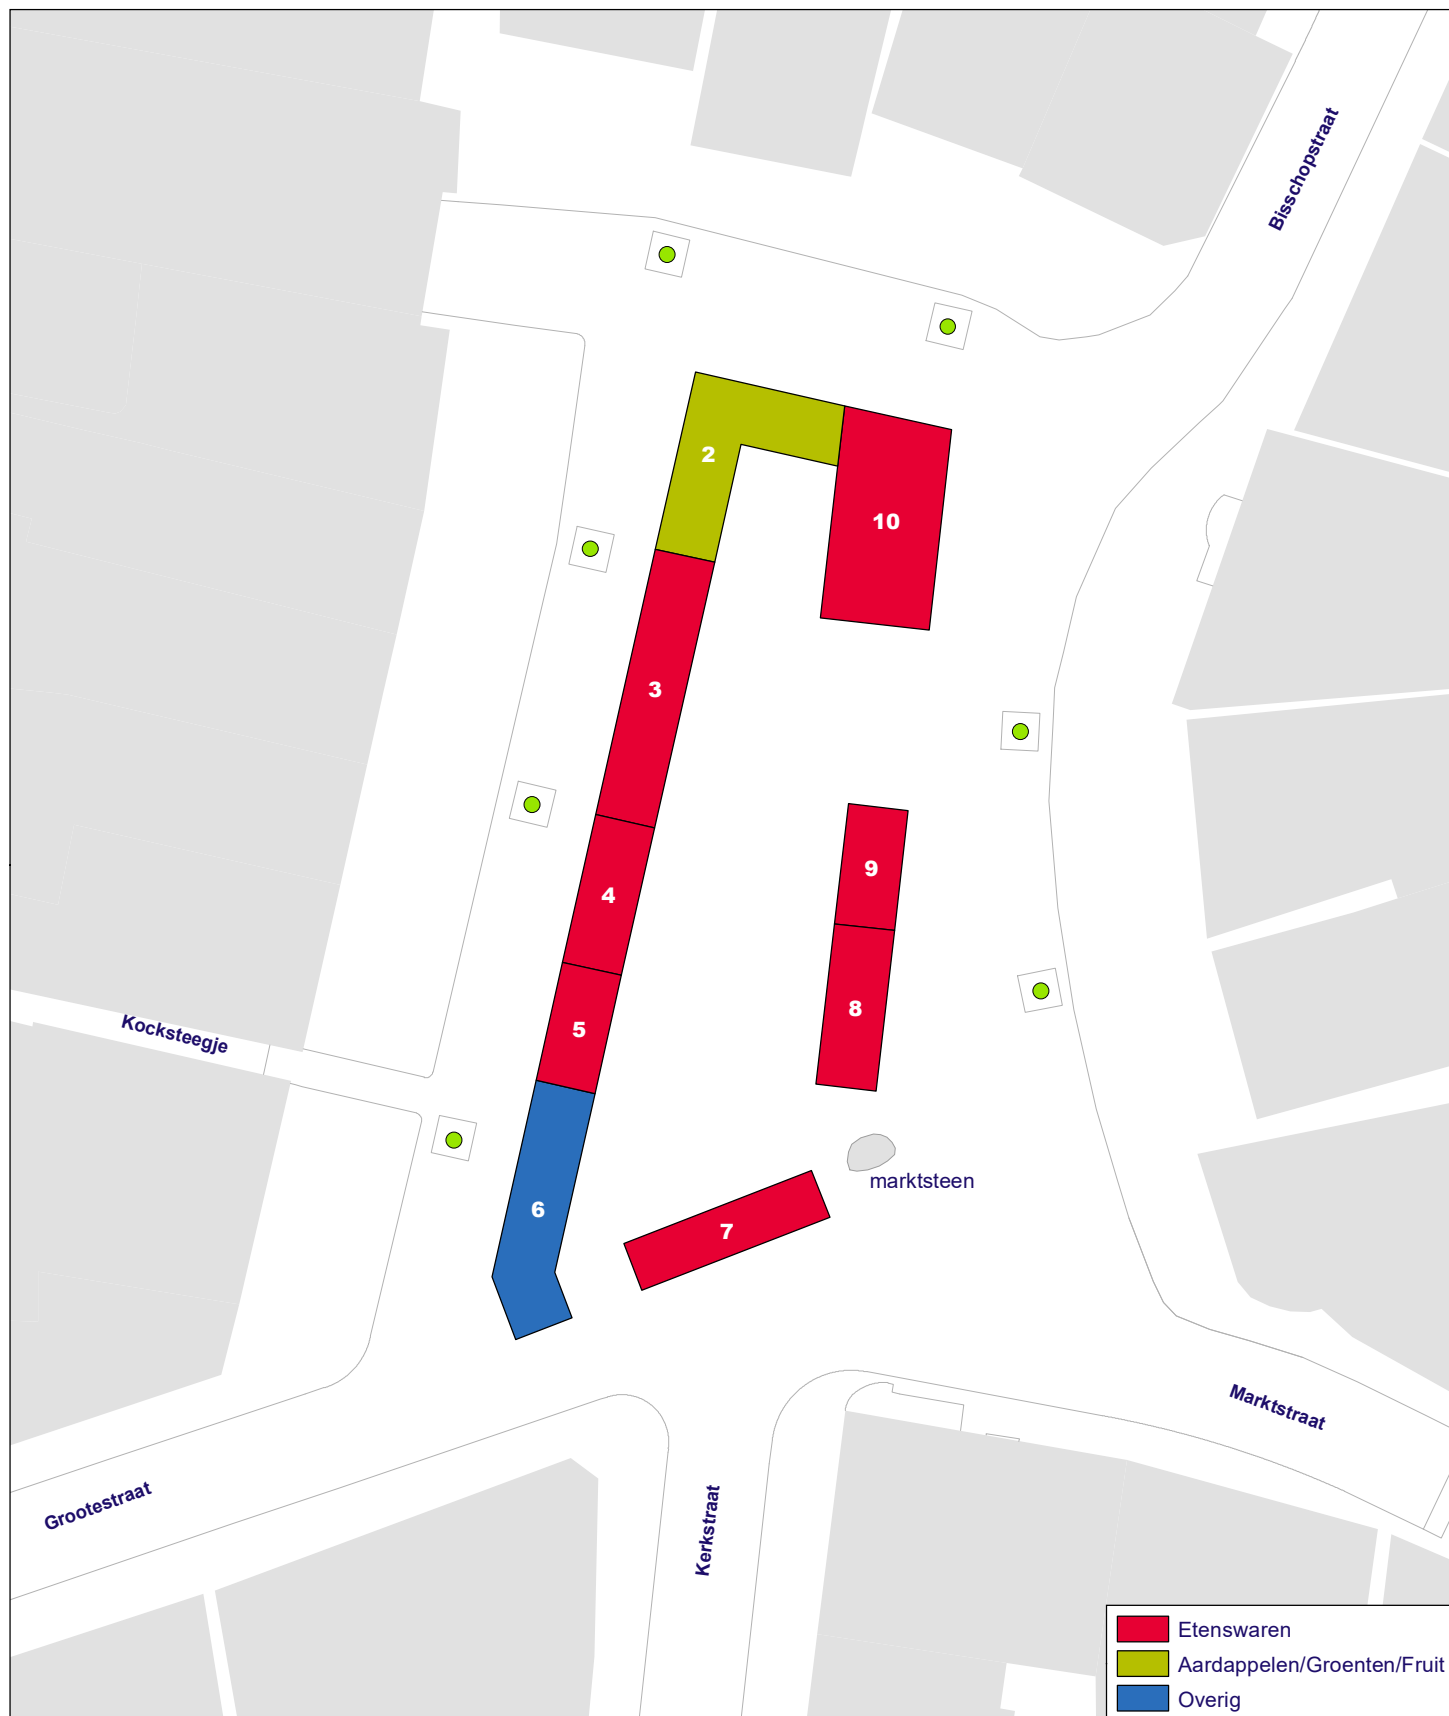 Bisschopstraat
2
10
3
9
4
8
5
Kocksteegje
marksteen
6
7
Marktstraat
Grootestraat
Kerkstraat
Etenswaren
Aardappelen/Groenten/Fruit
Overig